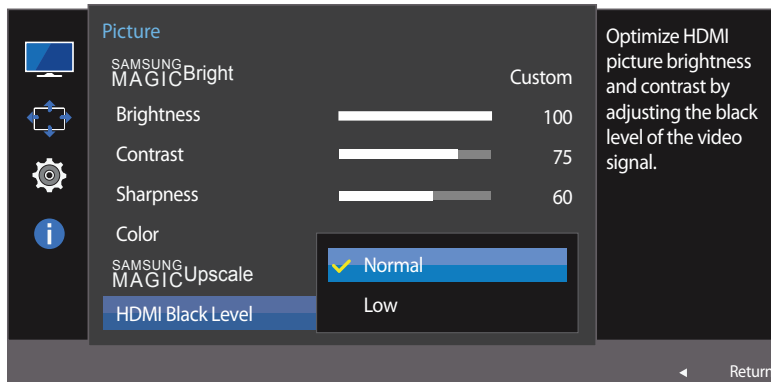 Picture
SAMSUNG
MAGICBright Custom
Brightness 100
Contrast 75
Sharpness 60
Color
SAMSUNG
MAGICUpscale
HDMI Black Level
Normal
Low
Optimize HDMI
picture brightness
and contrast by
adjusting the black
level of the video
signal.
Return